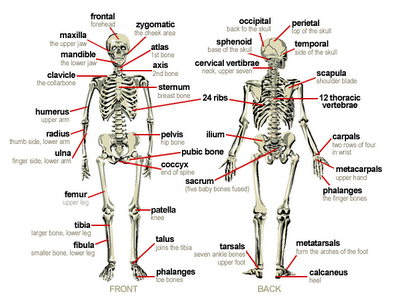 frontal
forehead
zygomatic
the cheek area
maxilla
the upper jaw
atlas
1st bone
mandible
the lower jaw
axis
2nd bone
clavicle
the collarbone
sternum
breast bone
humerus
upper arm
24 ribs
radius
thumb side, lower arm
pelvis
hip bone
ulna
finger side, lower arm
pubic bone
coccyx
end of spine
femur
upper leg
patella
knee
tibia
larger bone, lower leg
fibula
smaller bone, lower leg
talus
joins the tibia
phalanges
toe bones
FRONT
occipital
back fo the skull
perietal
top of the skull
sphenoid
base of the skull
temporal
side of the skull
cervical vertibrae
neck, upper seven
scapula
shoulder blade
12 thoracic
vertebrae
ilium
carpals
two rows of four
in wrist
metacarpals
upper hand
sacrum
(five baby bones fused)
phalanges
the finger bones
tarsals
seven ankle bones
upper foot
metatarsals
form the arches of the foot
calcaneus
heel
BACK